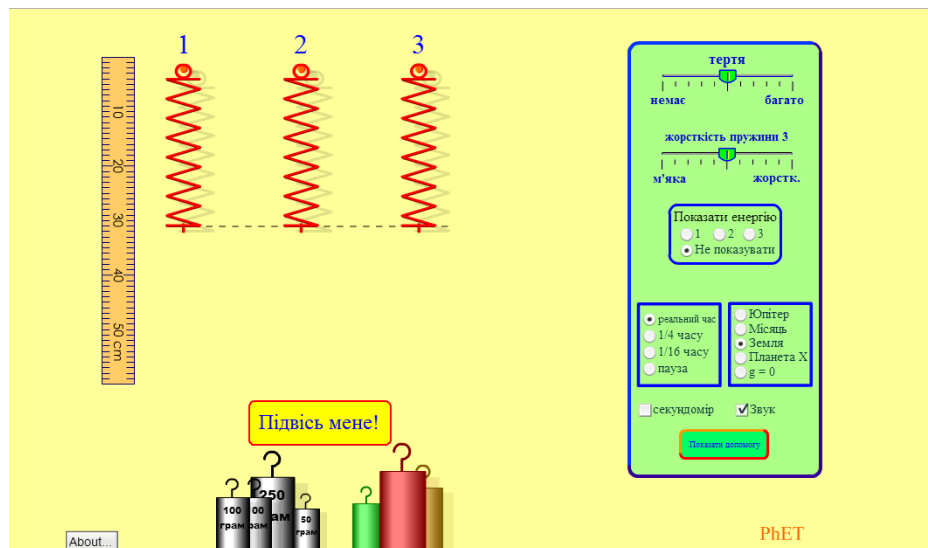 1 2 3
10
20
30
40
50 cm
тертя
немає багато
жорсткість пружини 3
м'яка жорстк.
Показати енергію
1 2 3
Не показувати
реальний час
1/4 часу
1/16 часу
пауза
Юпітер
Місяць
Земля
Планета X
g = 0
секундомір Звук
Показати допомогу
Підвісь мене!
250
100
грам
00
50
грам
About...
PhET